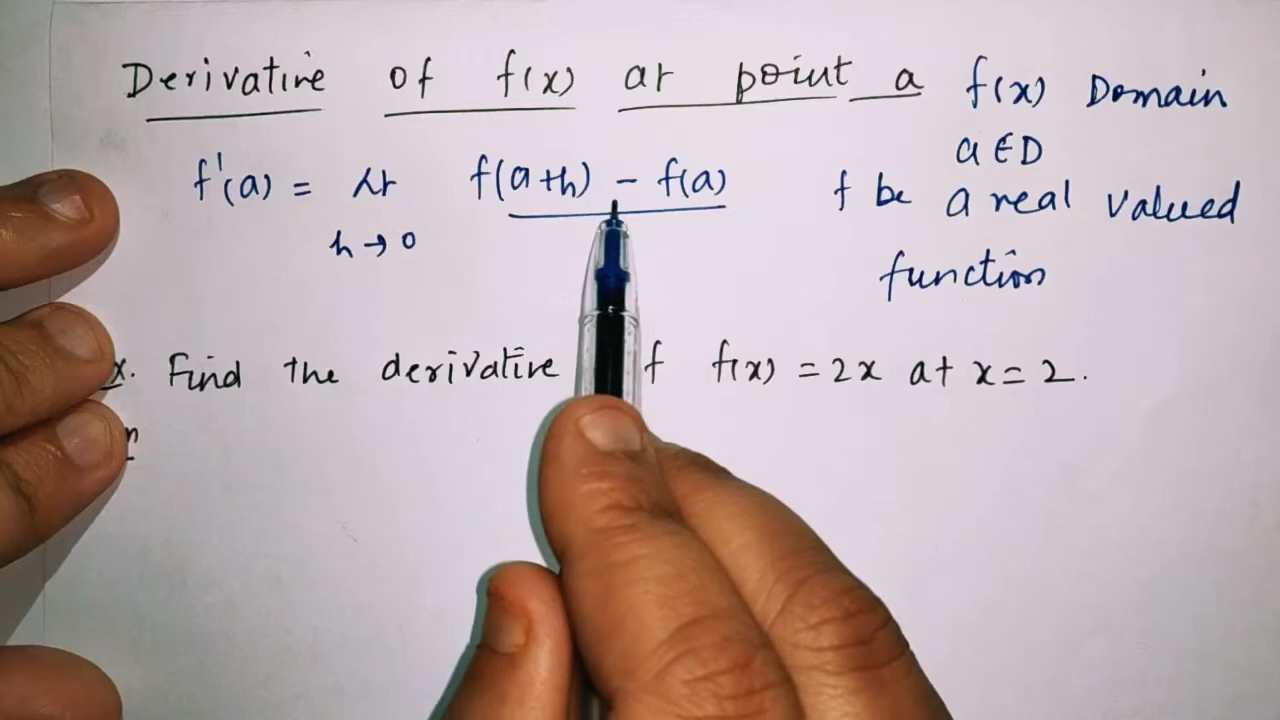 Derivative of f(x) at point a
f(x) Domain
a ∈ D
f'(a) = Lt f(a+h) - f(a)
h → 0
f be a real valued
function
x. Find the derivative f f(x) = 2x at x = 2.
n